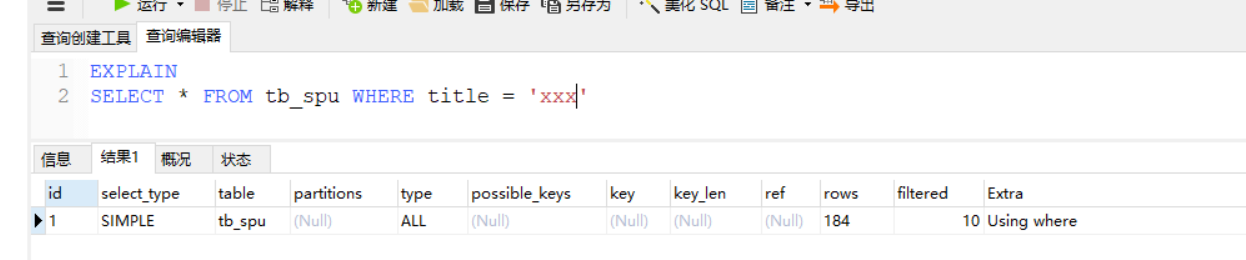 运行 停止 解释 新建 加载 保存 另存为 美化 SQL 备注 导出
查询创建工具 查询编辑器
1 EXPLAIN
2 SELECT * FROM tb_spu WHERE title = 'xxx'
信息 结果1 概况 状态
id select_type table partitions type possible_keys key key_len ref rows filtered Extra
1 SIMPLE tb_spu (Null) ALL (Null) (Null) (Null) (Null) 184 10 Using where